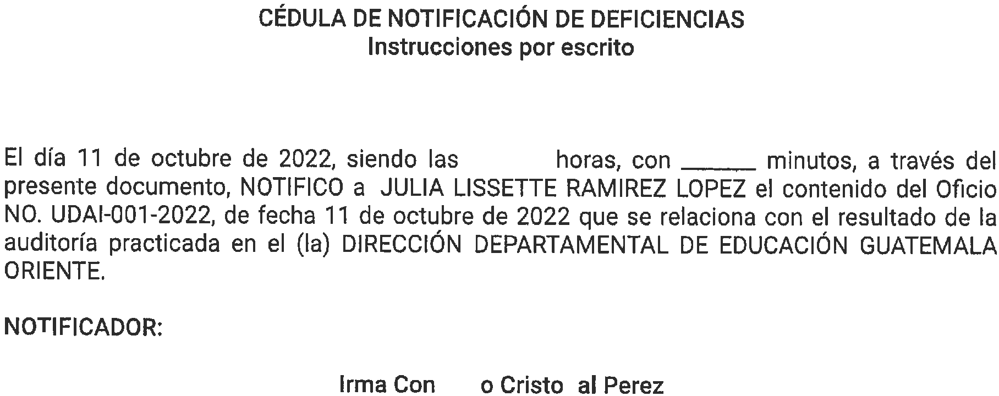 CÉDULA DE NOTIFICACIÓN DE DEFICIENCIAS
Instrucciones por escrito
El día 11 de octubre de 2022, siendo las horas, con ______ minutos, a través del
presente documento, NOTIFICO a JULIA LISSETTE RAMIREZ LOPEZ el contenido del Oficio
NO. UDAI-001-2022, de fecha 11 de octubre de 2022 que se relaciona con el resultado de la
auditoría practicada en el (la) DIRECCIÓN DEPARTAMENTAL DE EDUCACIÓN GUATEMALA
ORIENTE.
NOTIFICADOR:
Irma Con o Cristo al Perez